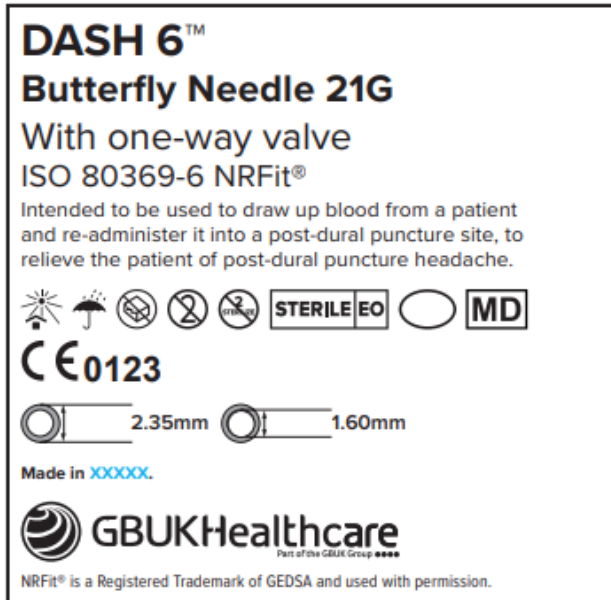 DASH 6™
Butterfly Needle 21G
With one-way valve
ISO 80369-6 NRFit®
Intended to be used to draw up blood from a patient
and re-administer it into a post-dural puncture site, to
relieve the patient of post-dural puncture headache.
2 2 STERILIZE STERILE EO MD
CE 0123
2.35mm 1.60mm
Made in XXXXX.
GBUKHealthcare
Part of the GBUK Group
NRFit® is a Registered Trademark of GEDSA and used with permission.